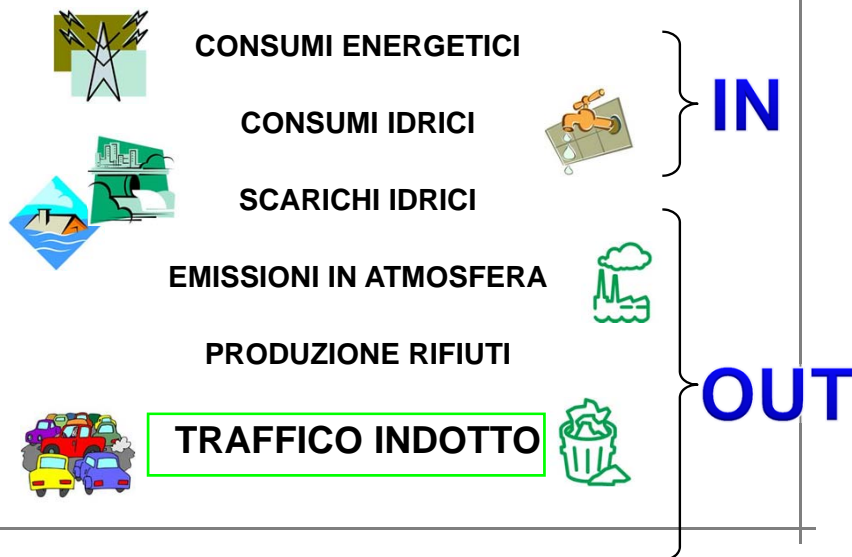 CONSUMI ENERGETICI
IN
CONSUMI IDRICI
SCARICHI IDRICI
EMISSIONI IN ATMOSFERA
PRODUZIONE RIFIUTI
OUT
TRAFFICO INDOTTO